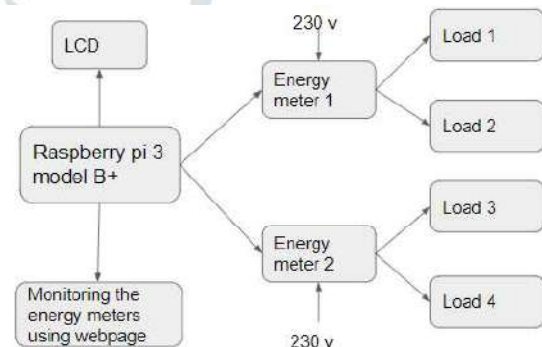 LCD
230 v
Load 1
Energy
meter 1
Load 2
Raspberry pi 3
model B+
Load 3
Energy
meter 2
Load 4
Monitoring the
energy meters
using webpage
230 v